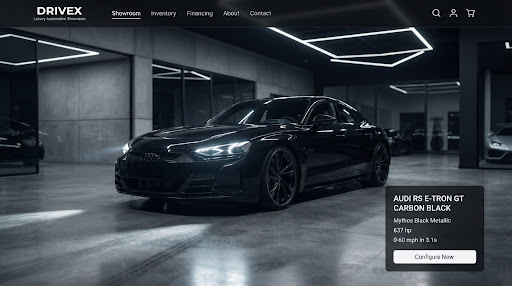 DRIVEX
Luxury Automotive Showroom
Showroom
Inventory
Financing
About
Contact
AUDI RS E-TRON GT
CARBON BLACK
Mythos Black Metallic
637 hp
0-60 mph in 3.1s
Configure Now